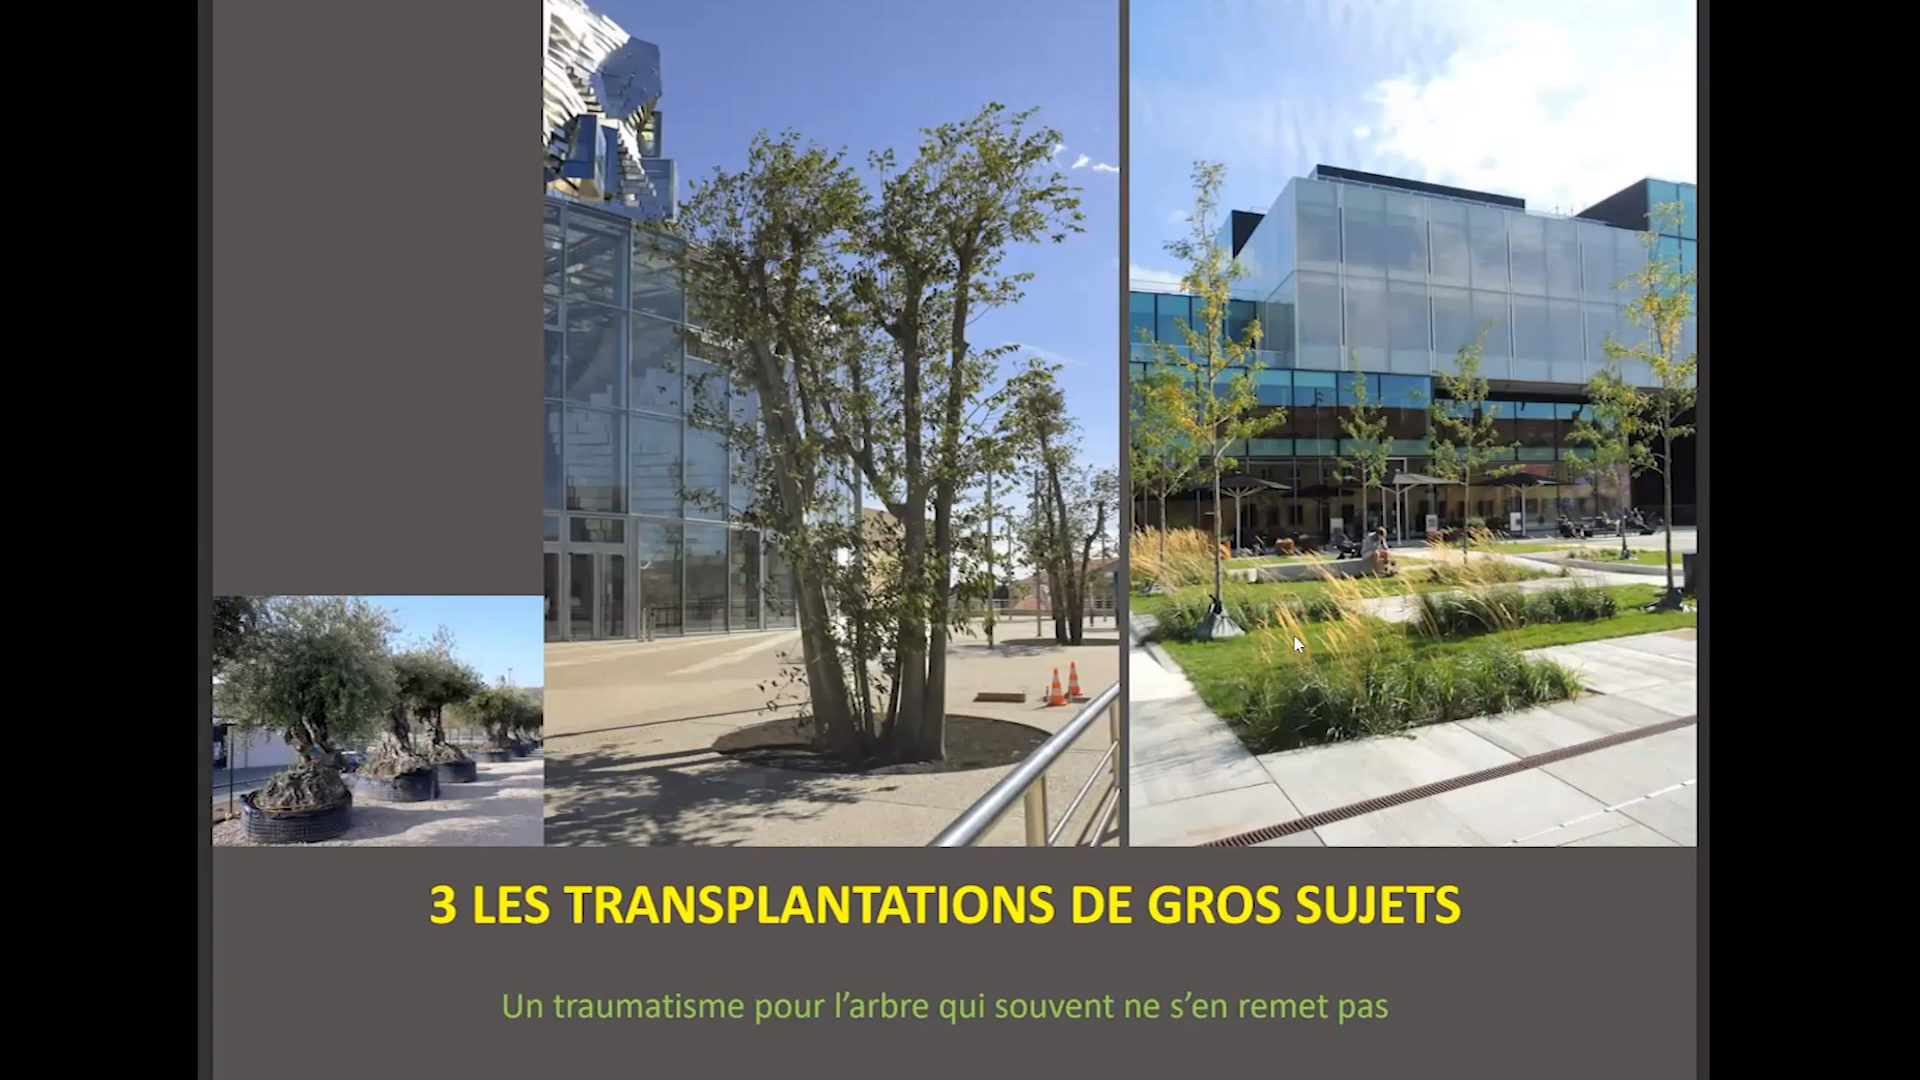 3 LES TRANSPLANTATIONS DE GROS SUJETS
Un traumatisme pour l’arbre qui souvent ne s’en remet pas